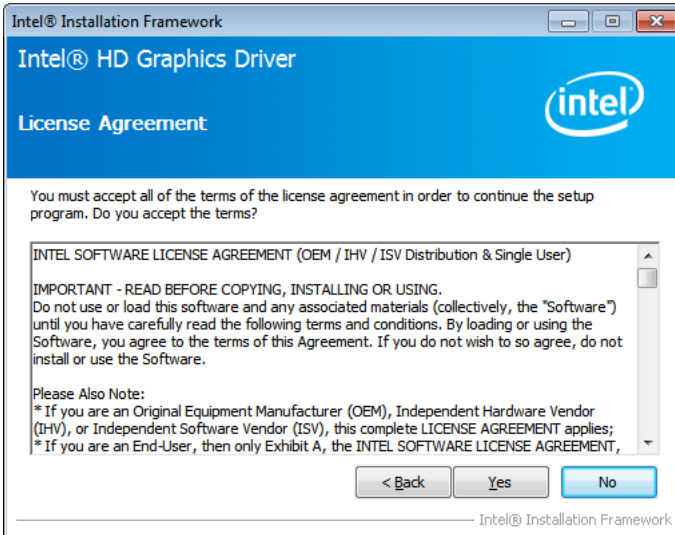 Intel® Installation Framework
Intel® HD Graphics Driver
intel
License Agreement
You must accept all of the terms of the license agreement in order to continue the setup
program. Do you accept the terms?
INTEL SOFTWARE LICENSE AGREEMENT (OEM / IHV / ISV Distribution & Single User)
IMPORTANT - READ BEFORE COPYING, INSTALLING OR USING.
Do not use or load this software and any associated materials (collectively, the "Software")
until you have carefully read the following terms and conditions. By loading or using the
Software, you agree to the terms of this Agreement. If you do not wish to so agree, do not
install or use the Software.
Please Also Note:
* If you are an Original Equipment Manufacturer (OEM), Independent Hardware Vendor
(IHV), or Independent Software Vendor (ISV), this complete LICENSE AGREEMENT applies;
* If you are an End-User, then only Exhibit A, the INTEL SOFTWARE LICENSE AGREEMENT,
< Back Yes No
Intel® Installation Framework